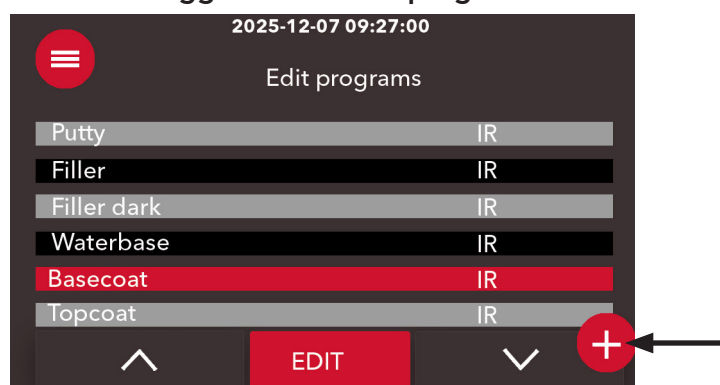 2025-12-07 09:27:00
Edit programs
Putty IR
Filler IR
Filler dark IR
Waterbase IR
Basecoat IR
Topcoat IR
EDIT
+